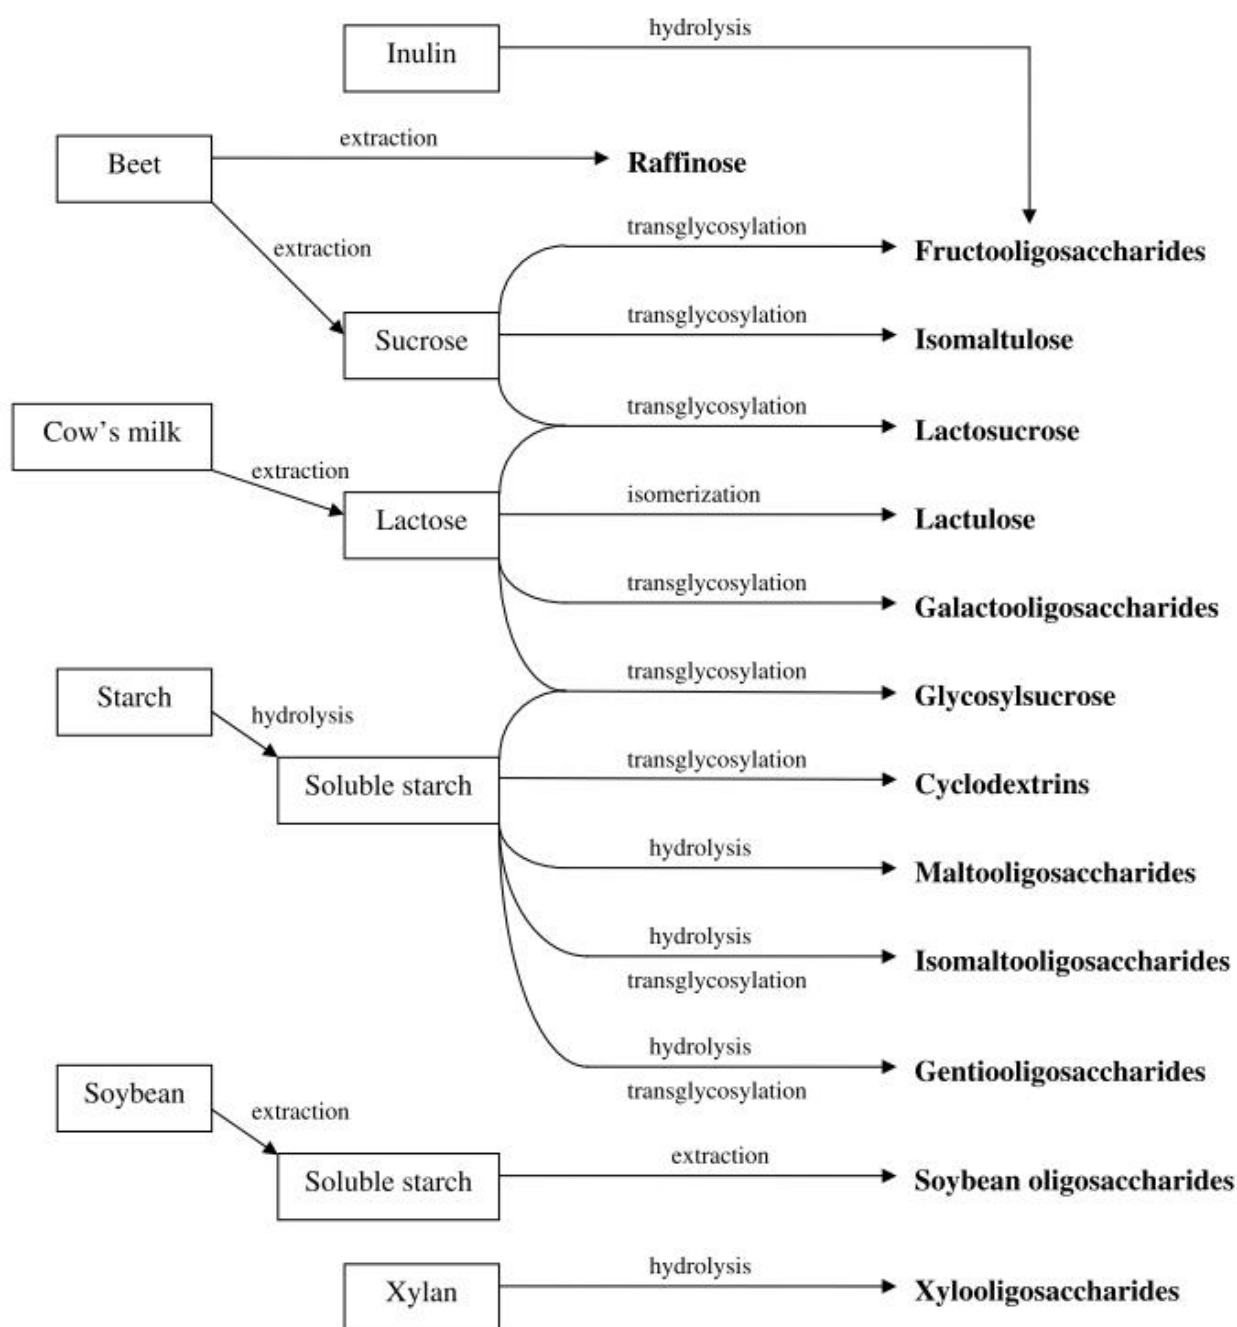 hydrolysis
Inulin
extraction
Beet
Raffinose
transglycosylation
extraction
Fructooligosaccharides
transglycosylation
Sucrose
Isomaltulose
transglycosylation
Cow's milk
Lactosucrose
extraction
isomerization
Lactose
Lactulose
transglycosylation
Galactooligosaccharides
transglycosylation
Starch
Glycosylsucrose
hydrolysis
transglycosylation
Soluble starch
Cyclodextrins
hydrolysis
Maltooligosaccharides
hydrolysis
Isomaltooligosaccharides
transglycosylation
hydrolysis
Gentiooligosaccharides
transglycosylation
Soybean
extraction
extraction
Soluble starch
Soybean oligosaccharides
hydrolysis
Xylan
Xylooligosaccharides